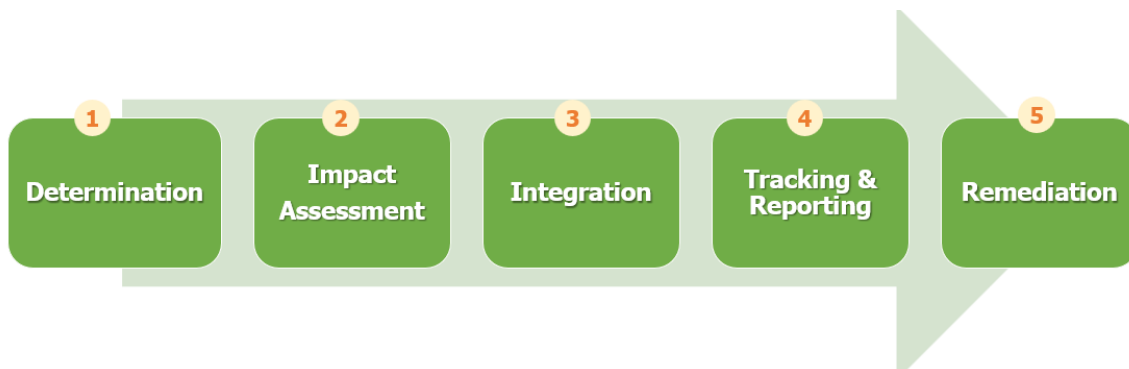 1
Determination
2
Impact
Assessment
3
Integration
4
Tracking &
Reporting
5
Remediation